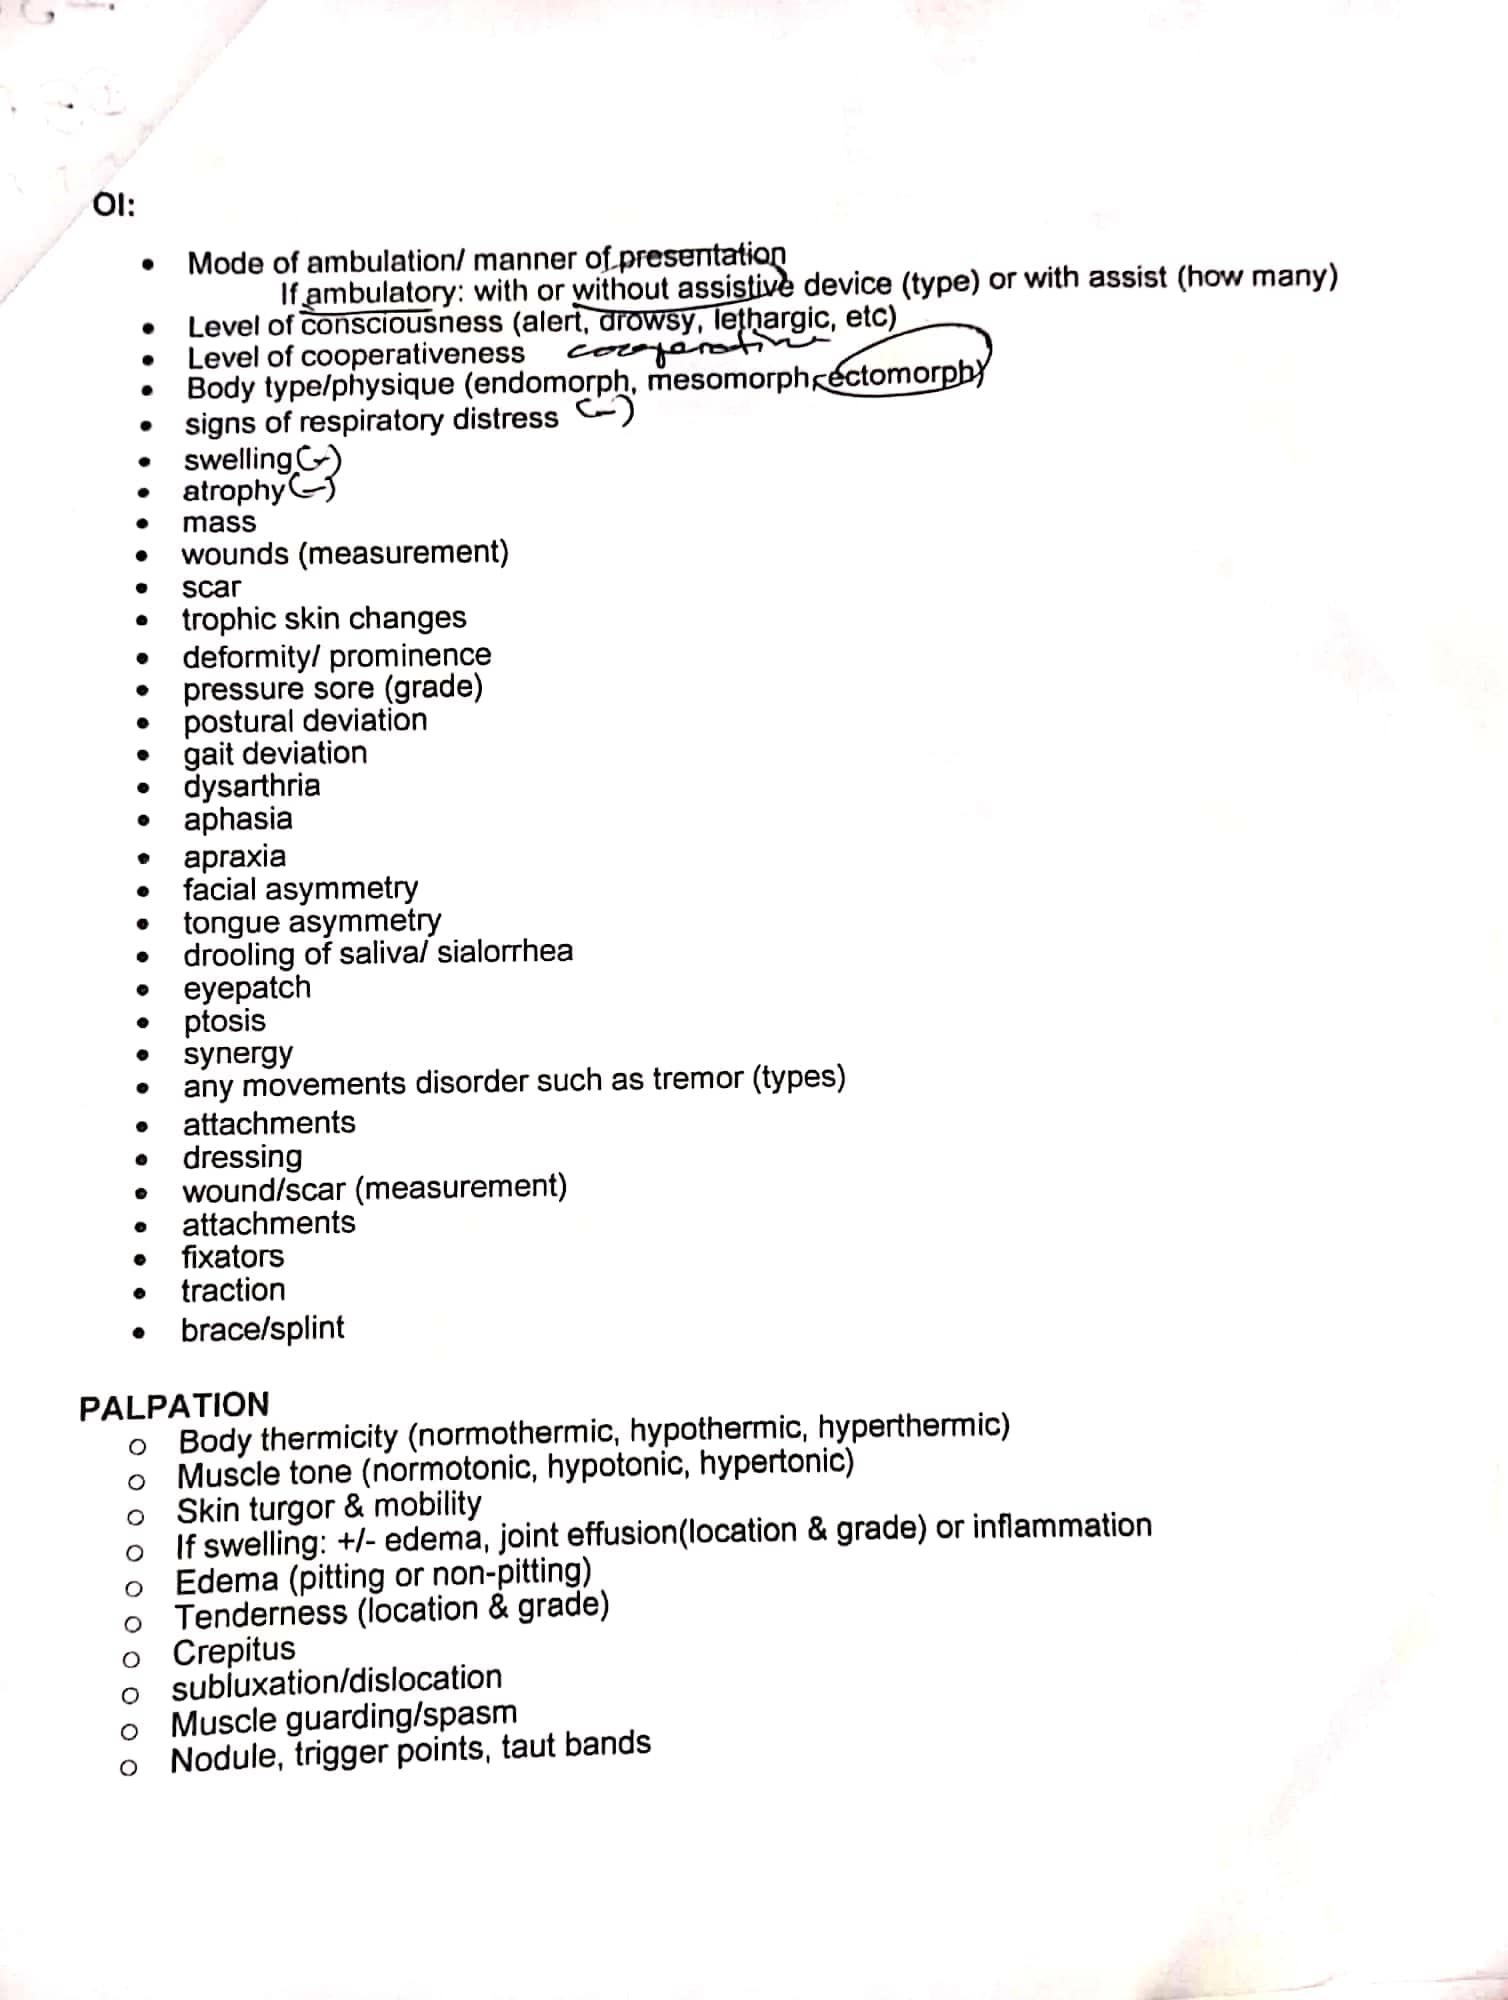 OI:
• Mode of ambulation/ manner of presentation
If ambulatory: with or without assistive device (type) or with assist (how many)
• Level of consciousness (alert, drowsy, lethargic, etc)
• Level of cooperativeness cooperative
• Body type/physique (endomorph, mesomorph, ectomorph)
• signs of respiratory distress (-)
• swelling (-)
• atrophy (-)
• mass
• wounds (measurement)
• scar
• trophic skin changes
• deformity/ prominence
• pressure sore (grade)
• postural deviation
• gait deviation
• dysarthria
• aphasia
• apraxia
• facial asymmetry
• tongue asymmetry
• drooling of saliva/ sialorrhea
• eyepatch
• ptosis
• synergy
• any movements disorder such as tremor (types)
• attachments
• dressing
• wound/scar (measurement)
• attachments
• fixators
• traction
• brace/splint
PALPATION
o Body thermicity (normothermic, hypothermic, hyperthermic)
o Muscle tone (normotonic, hypotonic, hypertonic)
o Skin turgor & mobility
o If swelling: +/- edema, joint effusion(location & grade) or inflammation
o Edema (pitting or non-pitting)
o Tenderness (location & grade)
o Crepitus
o subluxation/dislocation
o Muscle guarding/spasm
o Nodule, trigger points, taut bands